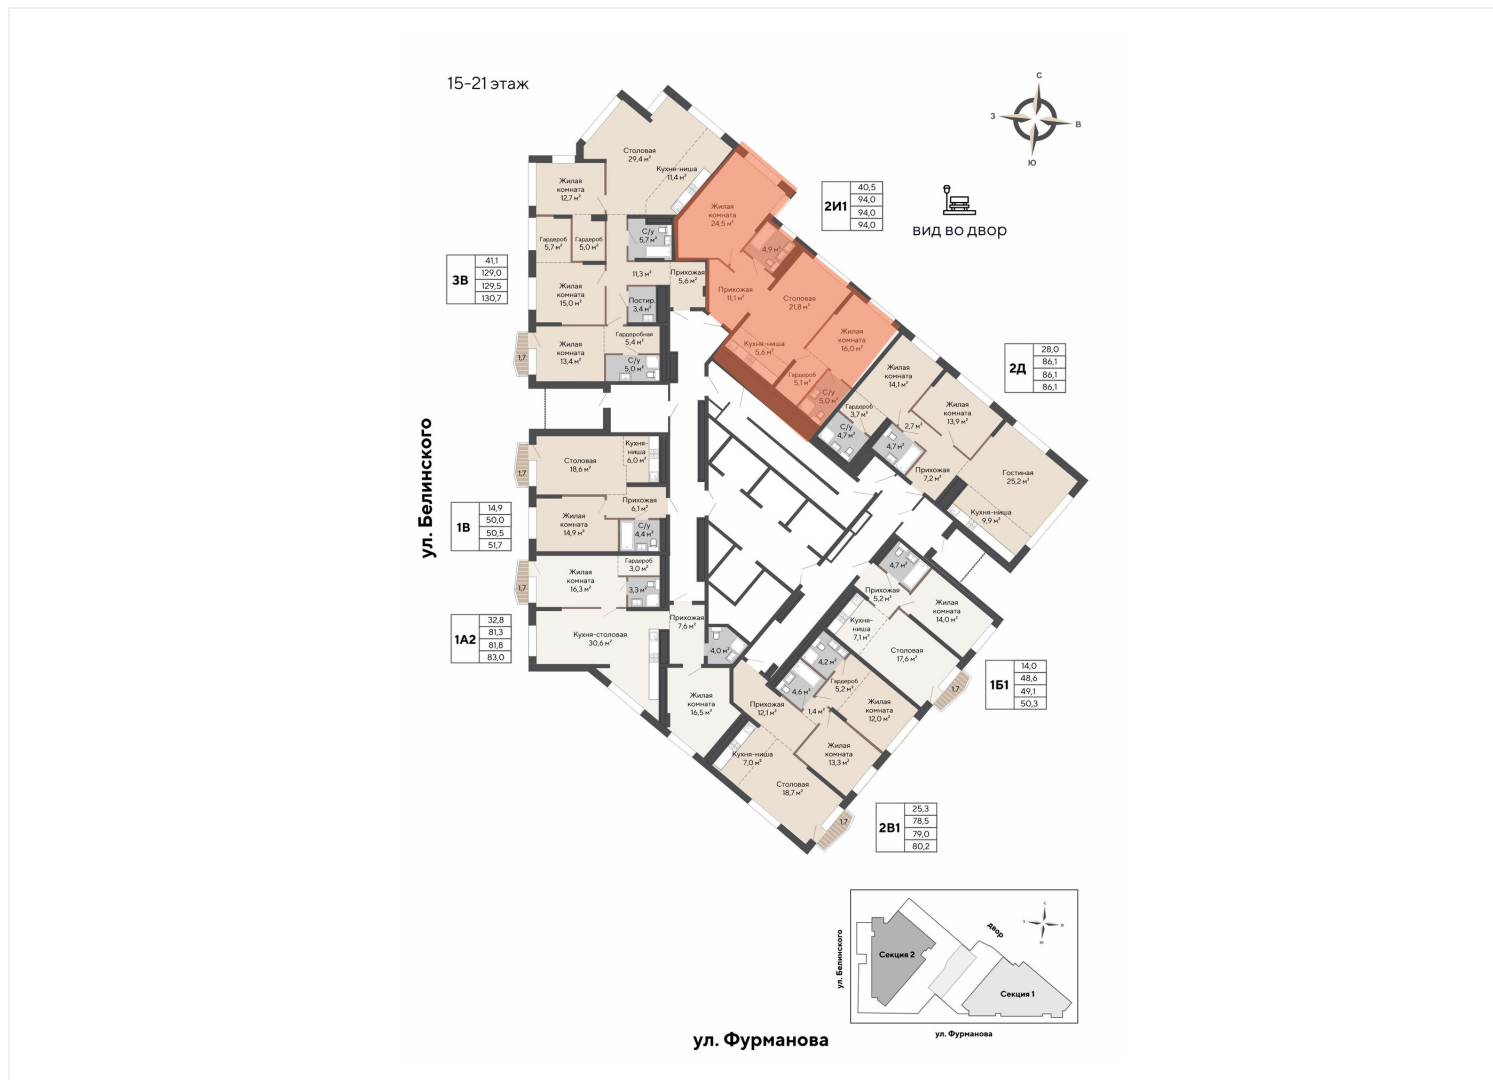 15-21 этаж
С
З
В
Ю
2И1
40,5
94,0
94,0
94,0
вид во двор
Столовая
29,4 м²
Кухня-ниша
11,4 м²
Жилая
комната
12,7 м²
Гардероб
5,7 м²
Гардероб
5,0 м²
С/у
5,7 м²
11,3 м²
Прихожая
5,6 м²
Жилая
комната
15,0 м²
Постир.
3,4 м²
Жилая
комната
13,4 м²
Гардеробная
5,4 м²
С/у
5,0 м²
1,7
3В
41,1
129,0
129,5
130,7
Жилая
комната
24,5 м²
4,9 м²
Прихожая
11,1 м²
Столовая
21,8 м²
Жилая
комната
16,0 м²
Кухня-ниша
5,6 м²
Гардероб
5,1 м²
С/у
5,0 м²
2Д
28,0
86,1
86,1
86,1
Жилая
комната
14,1 м²
Жилая
комната
13,9 м²
Гардероб
3,7 м²
С/у
4,7 м²
2,7 м²
4,7 м²
Прихожая
7,2 м²
Гостиная
25,2 м²
Кухня-ниша
9,9 м²
ул. Белинского
Столовая
18,6 м²
Кухня-
ниша
6,0 м²
1,7
Прихожая
6,1 м²
Жилая
комната
14,9 м²
С/у
4,4 м²
1В
14,9
50,0
50,5
51,7
Жилая
комната
16,3 м²
Гардероб
3,0 м²
3,3 м²
1,7
Кухня-столовая
30,6 м²
Прихожая
7,6 м²
4,0 м²
Жилая
комната
16,5 м²
1А2
32,8
81,3
81,8
83,0
4,7 м²
Прихожая
5,2 м²
Жилая
комната
14,0 м²
Кухня-
ниша
7,1 м²
Столовая
17,6 м²
1,7
1Б1
14,0
48,6
49,1
50,3
4,2 м²
4,6 м²
Гардероб
5,2 м²
Прихожая
12,1 м²
1,4 м²
Жилая
комната
12,0 м²
Жилая
комната
13,3 м²
Кухня-ниша
7,0 м²
Столовая
18,7 м²
1,7
2В1
25,3
78,5
79,0
80,2
ул. Белинского
Секция 2
двор
С
З
В
Ю
Секция 1
ул. Фурманова
ул. Фурманова